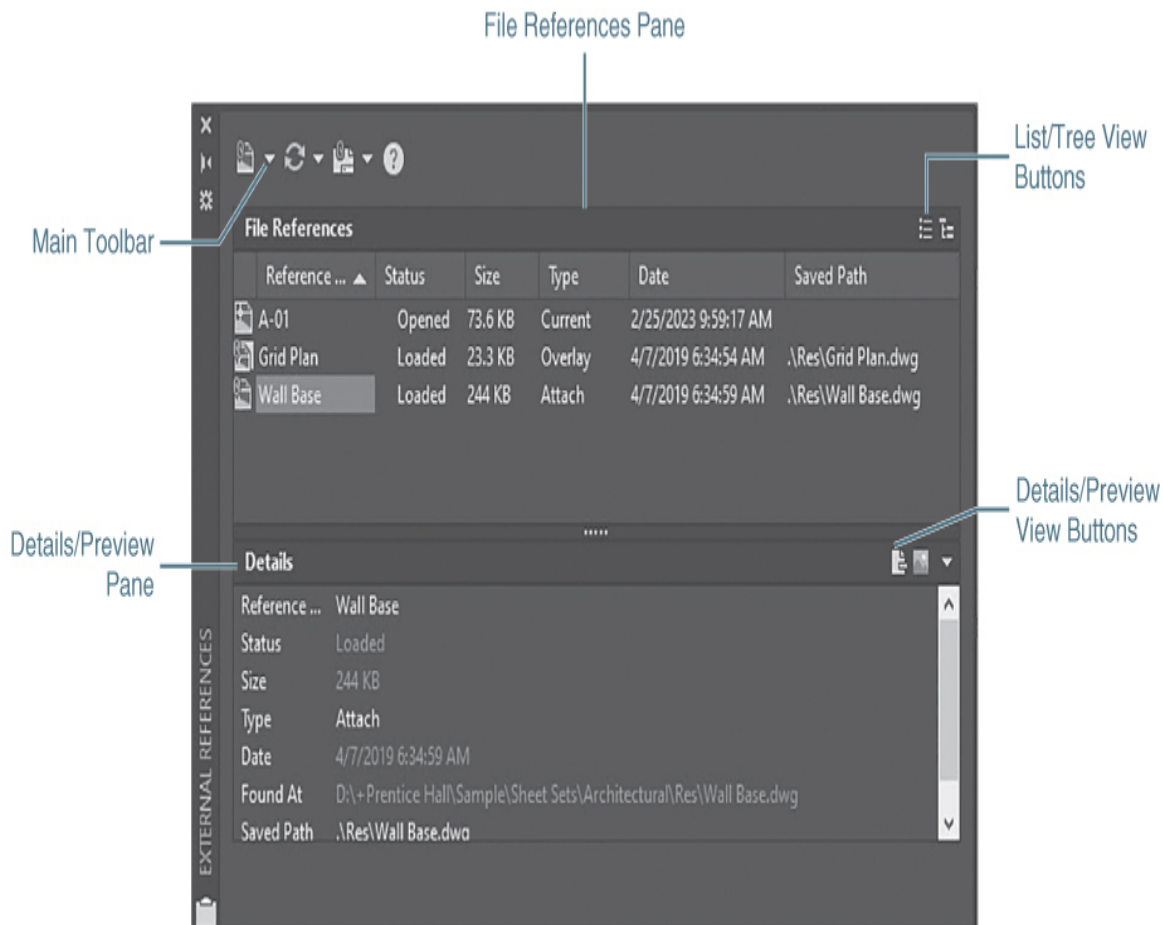 File References Pane
List/Tree View
Buttons
Main Toolbar
File References
Reference ... Status Size Type Date Saved Path
A-01 Opened 73.6 KB Current 2/25/2023 9:59:17 AM
Grid Plan Loaded 23.3 KB Overlay 4/7/2019 6:34:54 AM .\Res\Grid Plan.dwg
Wall Base Loaded 244 KB Attach 4/7/2019 6:34:59 AM .\Res\Wall Base.dwg
Details/Preview
View Buttons
Details/Preview
Pane
Details
Reference ... Wall Base
Status Loaded
Size 244 KB
Type Attach
Date 4/7/2019 6:34:59 AM
Found At D:\+Prentice Hall\Sample\Sheet Sets\Architectural\Res\Wall Base.dwg
Saved Path .\Res\Wall Base.dwg
EXTERNAL REFERENCES